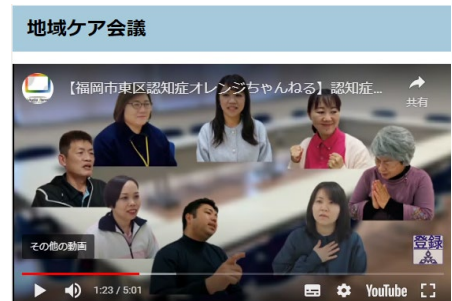 地域ケア会議
【福岡市東区認知症オレンジちゃんねる】認知症...
共有
その他の動画
登録
1:23 / 5:01
YouTube